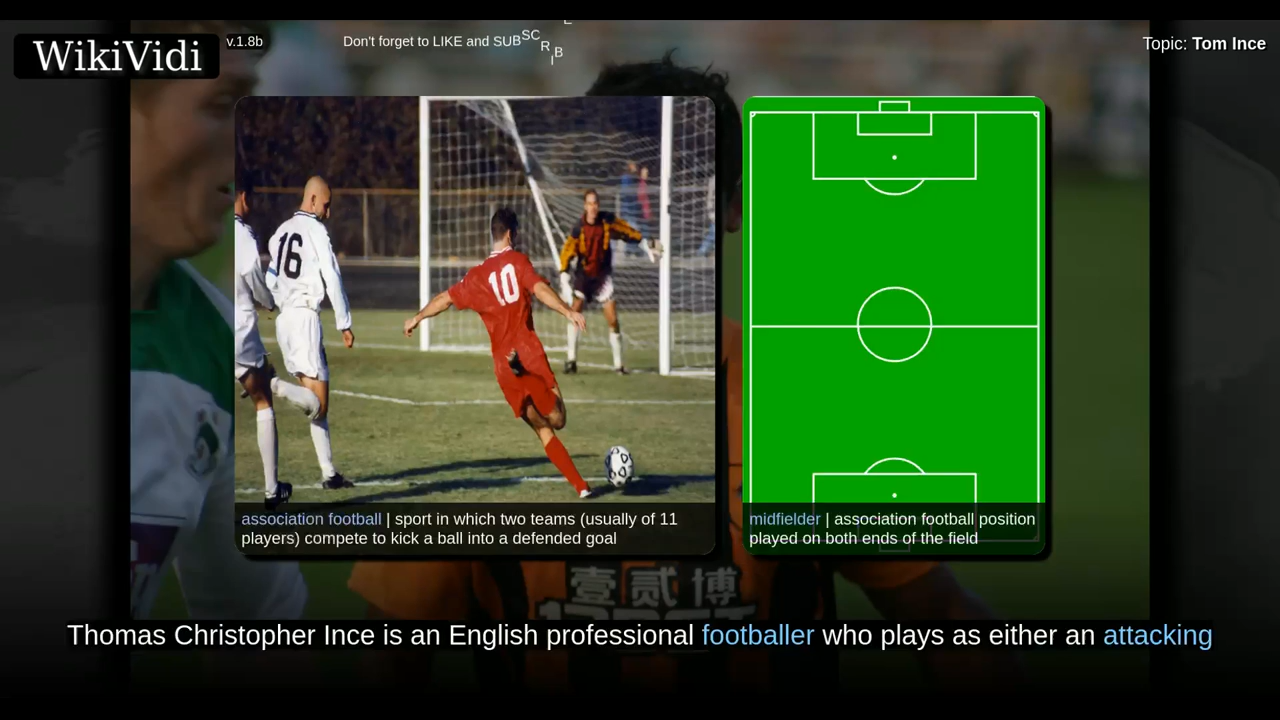 WikiVidi
v.1.8b
Don't forget to LIKE and SUBSCRIBE
Topic: Tom Ince
16
10
association football | sport in which two teams (usually of 11
players) compete to kick a ball into a defended goal
midfielder | association football position
played on both ends of the field
壹贰博
Thomas Christopher Ince is an English professional footballer who plays as either an attacking